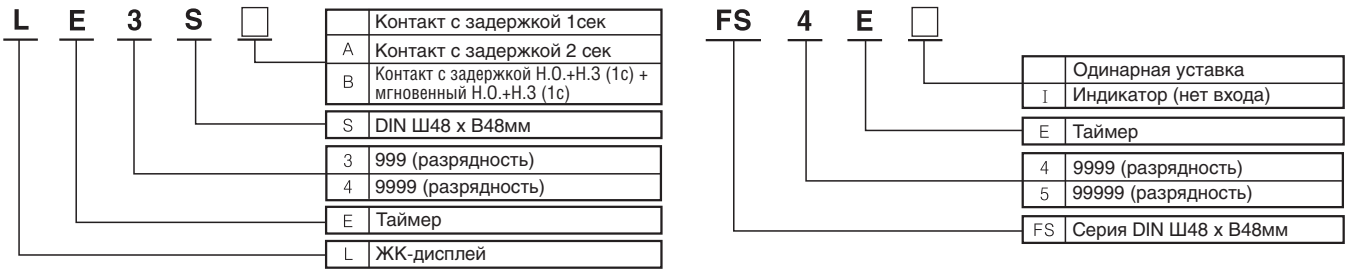 L E 3 S
Контакт с задержкой 1сек
A Контакт с задержкой 2 сек
B Контакт с задержкой Н.О.+Н.З (1с) +
мгновенный Н.О.+Н.З (1с)
S DIN Ш48 x В48мм
3 999 (разрядность)
4 9999 (разрядность)
E Таймер
L ЖК-дисплей
FS 4 E
Одинарная уставка
I Индикатор (нет входа)
E Таймер
4 9999 (разрядность)
5 99999 (разрядность)
FS Серия DIN Ш48 x В48мм